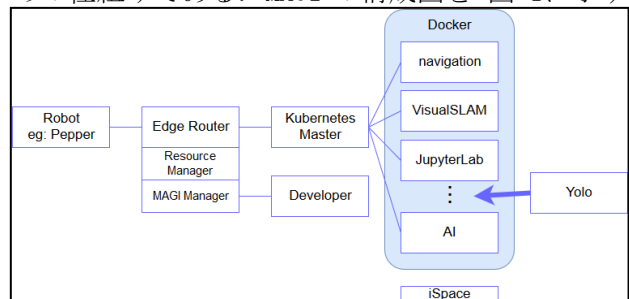 Docker
navigation
VisualSLAM
JupyterLab
AI
Robot
eg: Pepper
Edge Router
Resource
Manager
MAGI Manager
Kubernetes
Master
Developer
Yolo
iSpace